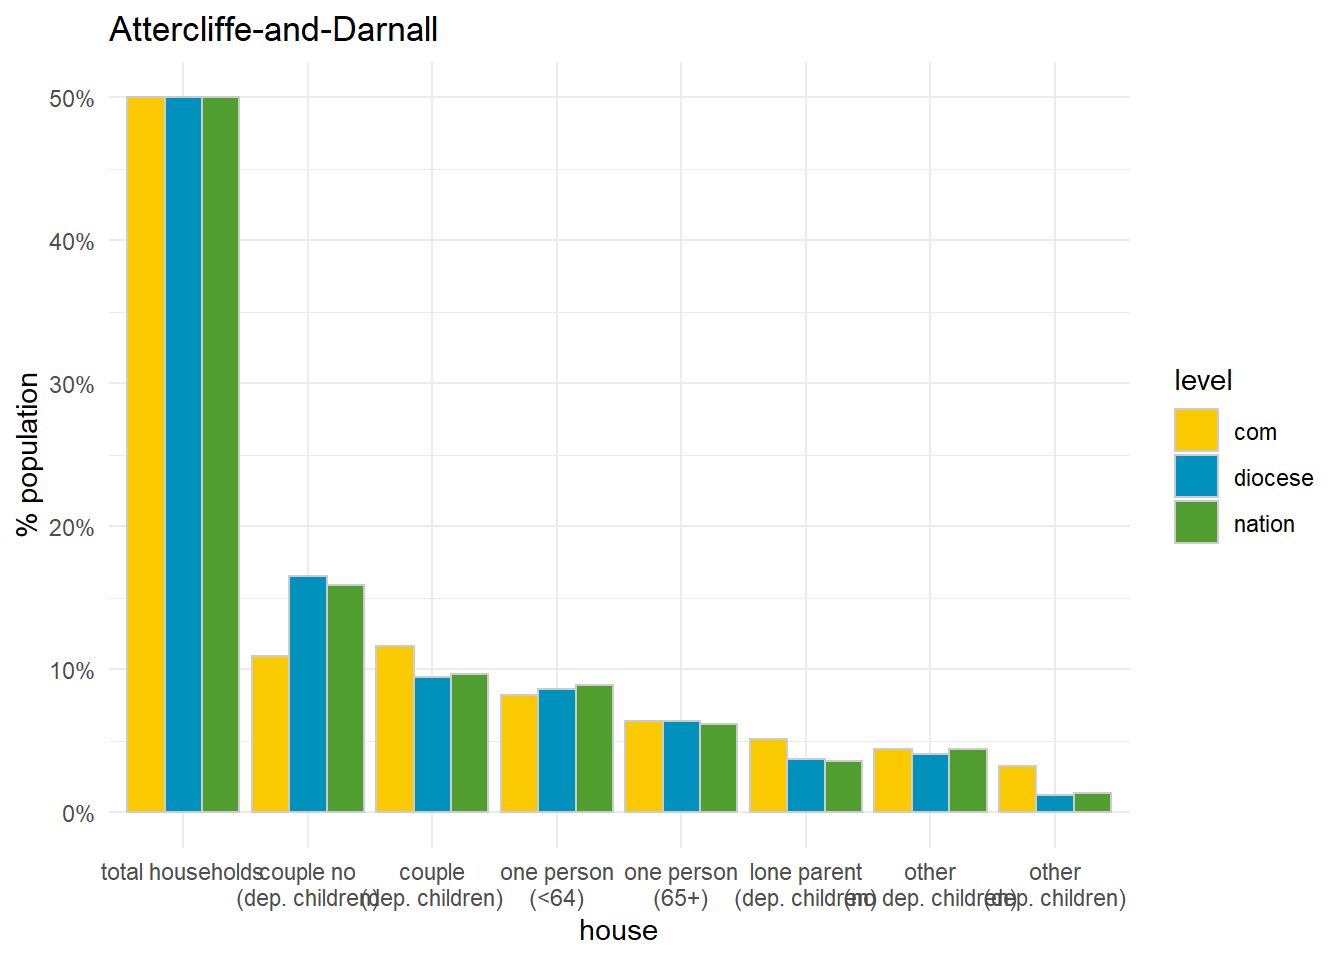 Attercliffe-and-Darnall
50%
40%
30%
20%
10%
0%
% population
total households
couple no
(dep. children)
couple
(dep. children)
one person
(<64)
one person
(65+)
lone parent
(dep. children)
other
(no dep. children)
other
(dep. children)
house
level
com
diocese
nation